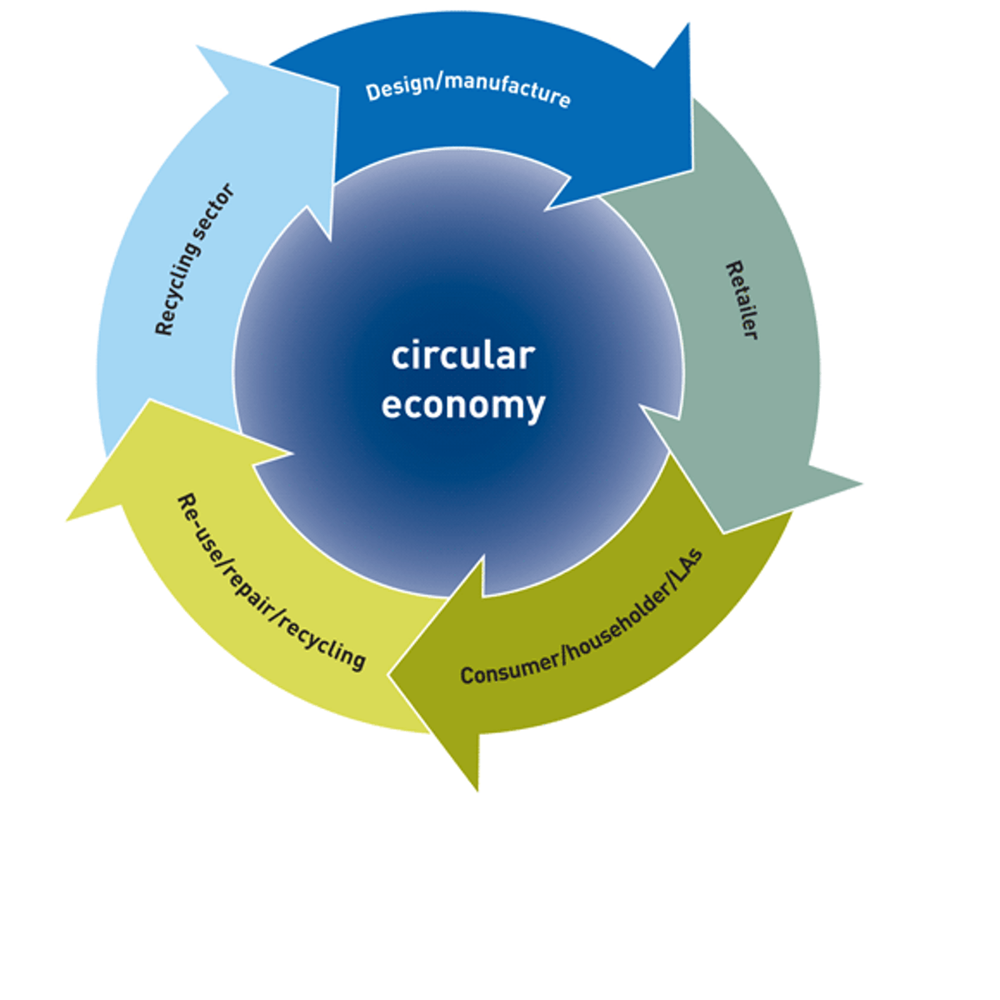 Design/manufacture
Retailer
Consumer/householder/LAs
Re-use/repair/recycling
Recycling sector
circular
economy